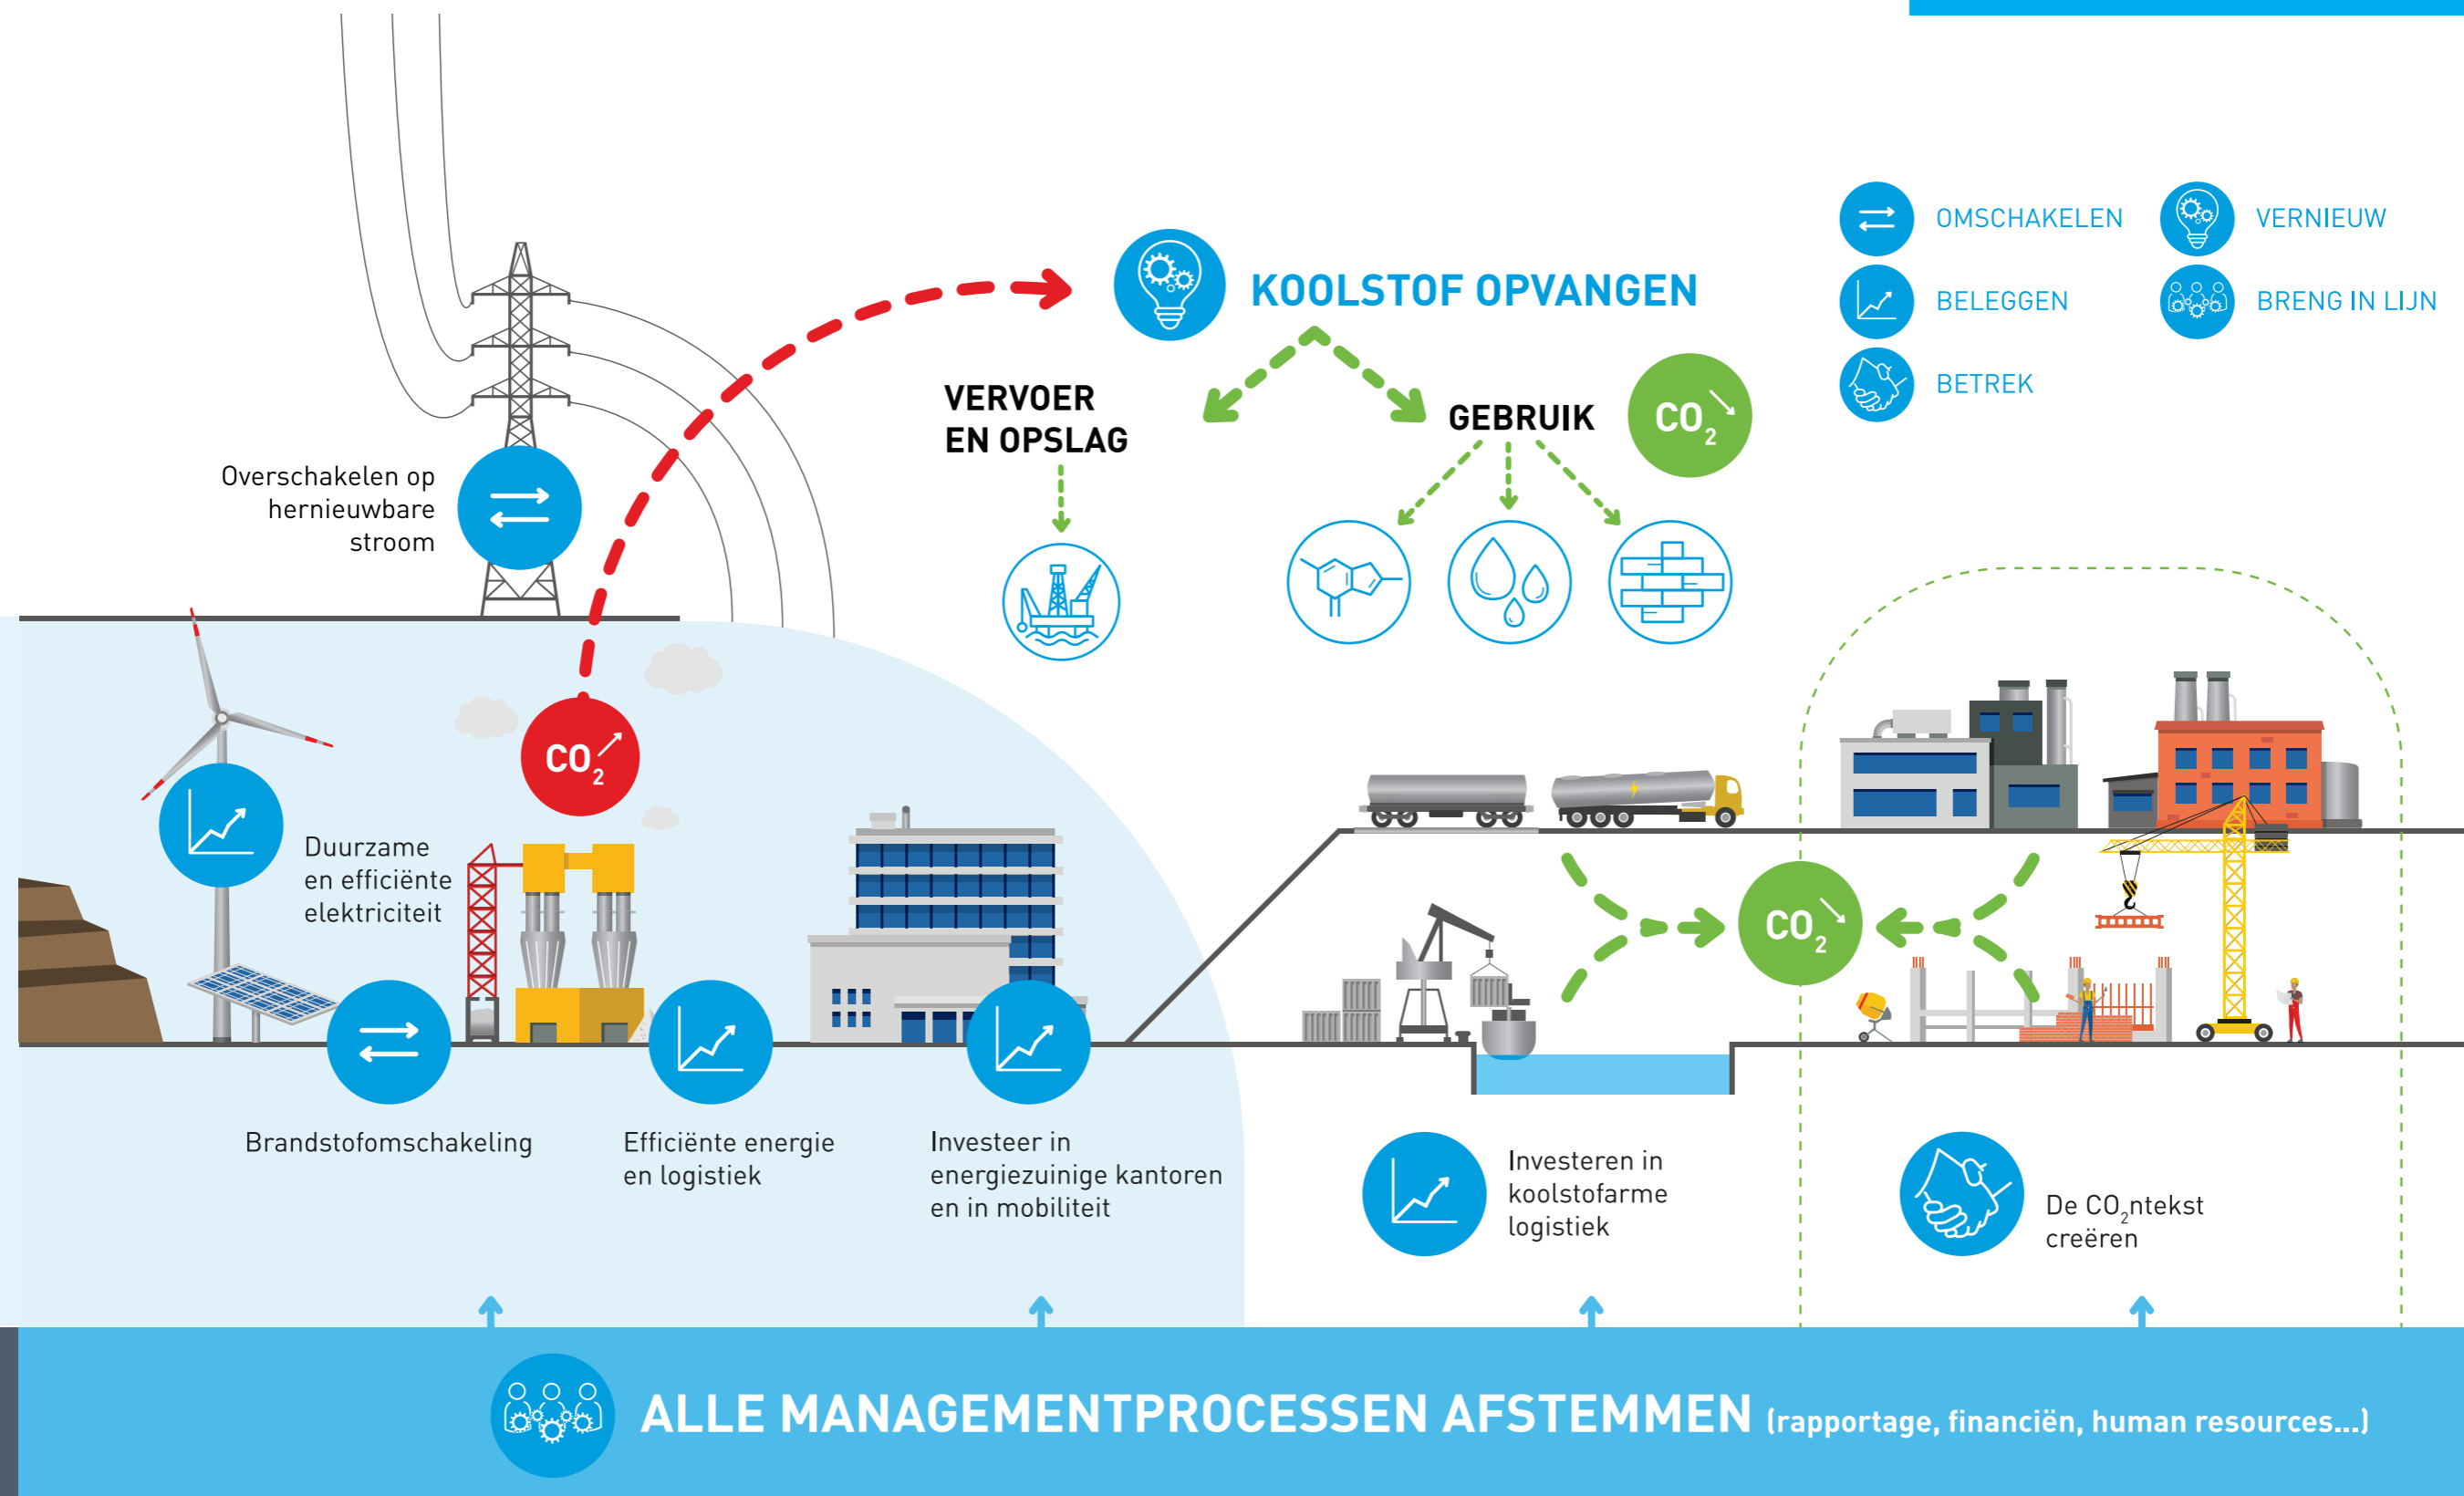 OMSCHAKELEN
VERNIEUW
BELEGGEN
BRENG IN LIJN
BETREK
KOOLSTOF OPVANGEN
VERVOER
EN OPSLAG
GEBRUIK
CO₂
Overschakelen op
hernieuwbare
stroom
CO₂
Duurzame
en efficiënte
elektriciteit
CO₂
Brandstofomschakeling
Efficiënte energie
en logistiek
Investeer in
energiezuinige kantoren
en in mobiliteit
Investeren in
koolstofarme
logistiek
De CO₂ntekst
creëren
ALLE MANAGEMENTPROCESSEN AFSTEMMEN (rapportage, financiën, human resources...)